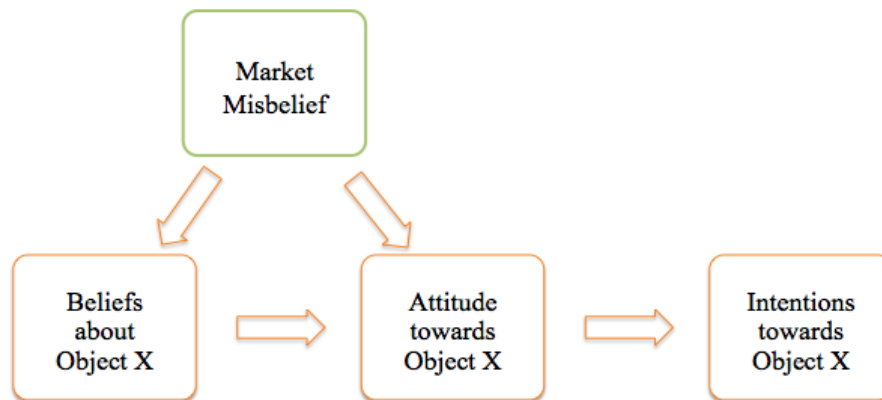 Market
Misbelief
Beliefs
about
Object X
Attitude
towards
Object X
Intentions
towards
Object X